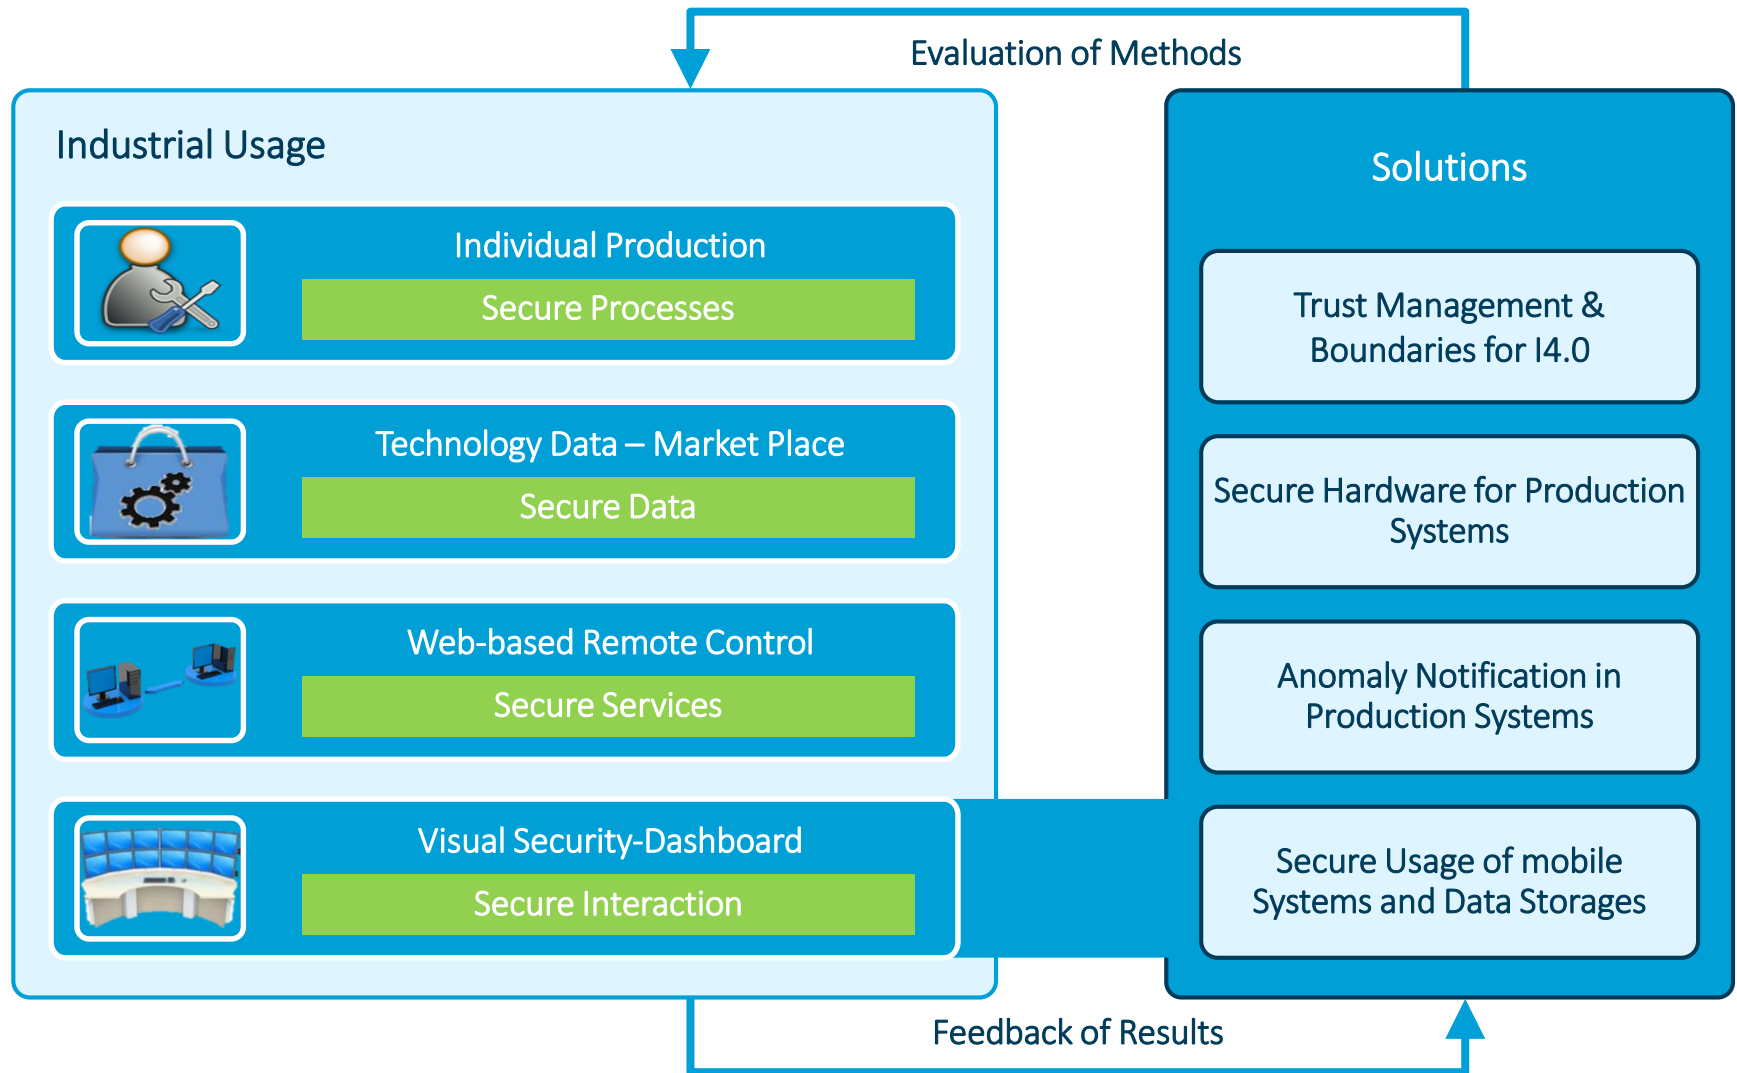 Evaluation of Methods
Industrial Usage
Individual Production
Secure Processes
Technology Data – Market Place
Secure Data
Web-based Remote Control
Secure Services
Visual Security-Dashboard
Secure Interaction
Solutions
Trust Management &
Boundaries for I4.0
Secure Hardware for Production
Systems
Anomaly Notification in
Production Systems
Secure Usage of mobile
Systems and Data Storages
Feedback of Results